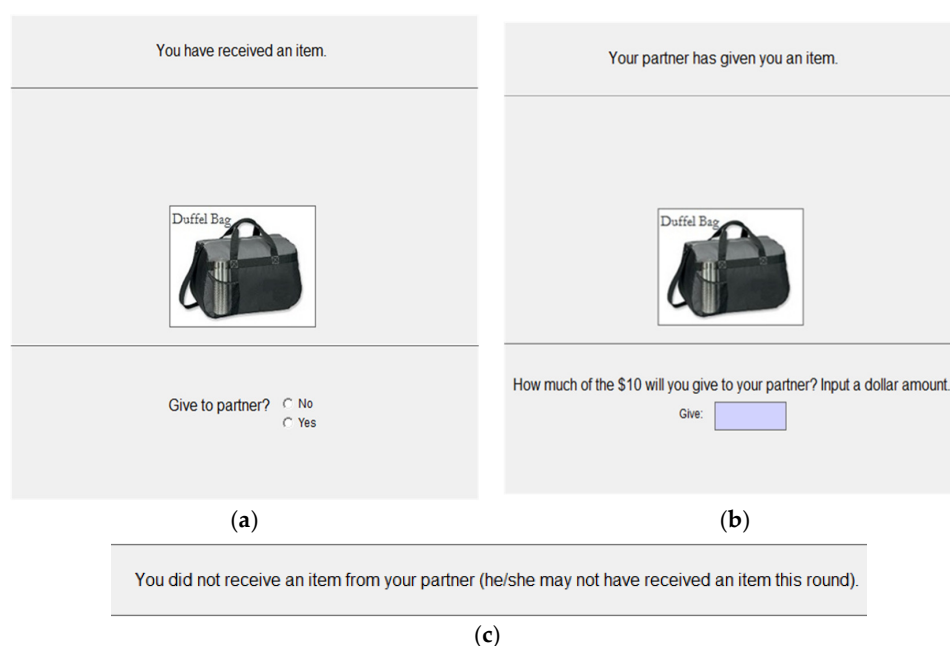 You have received an item.
Duffel Bag
Give to partner?
No
Yes
(a)
Your partner has given you an item.
Duffel Bag
How much of the $10 will you give to your partner? Input a dollar amount.
Give:
(b)
You did not receive an item from your partner (he/she may not have received an item this round).
(c)